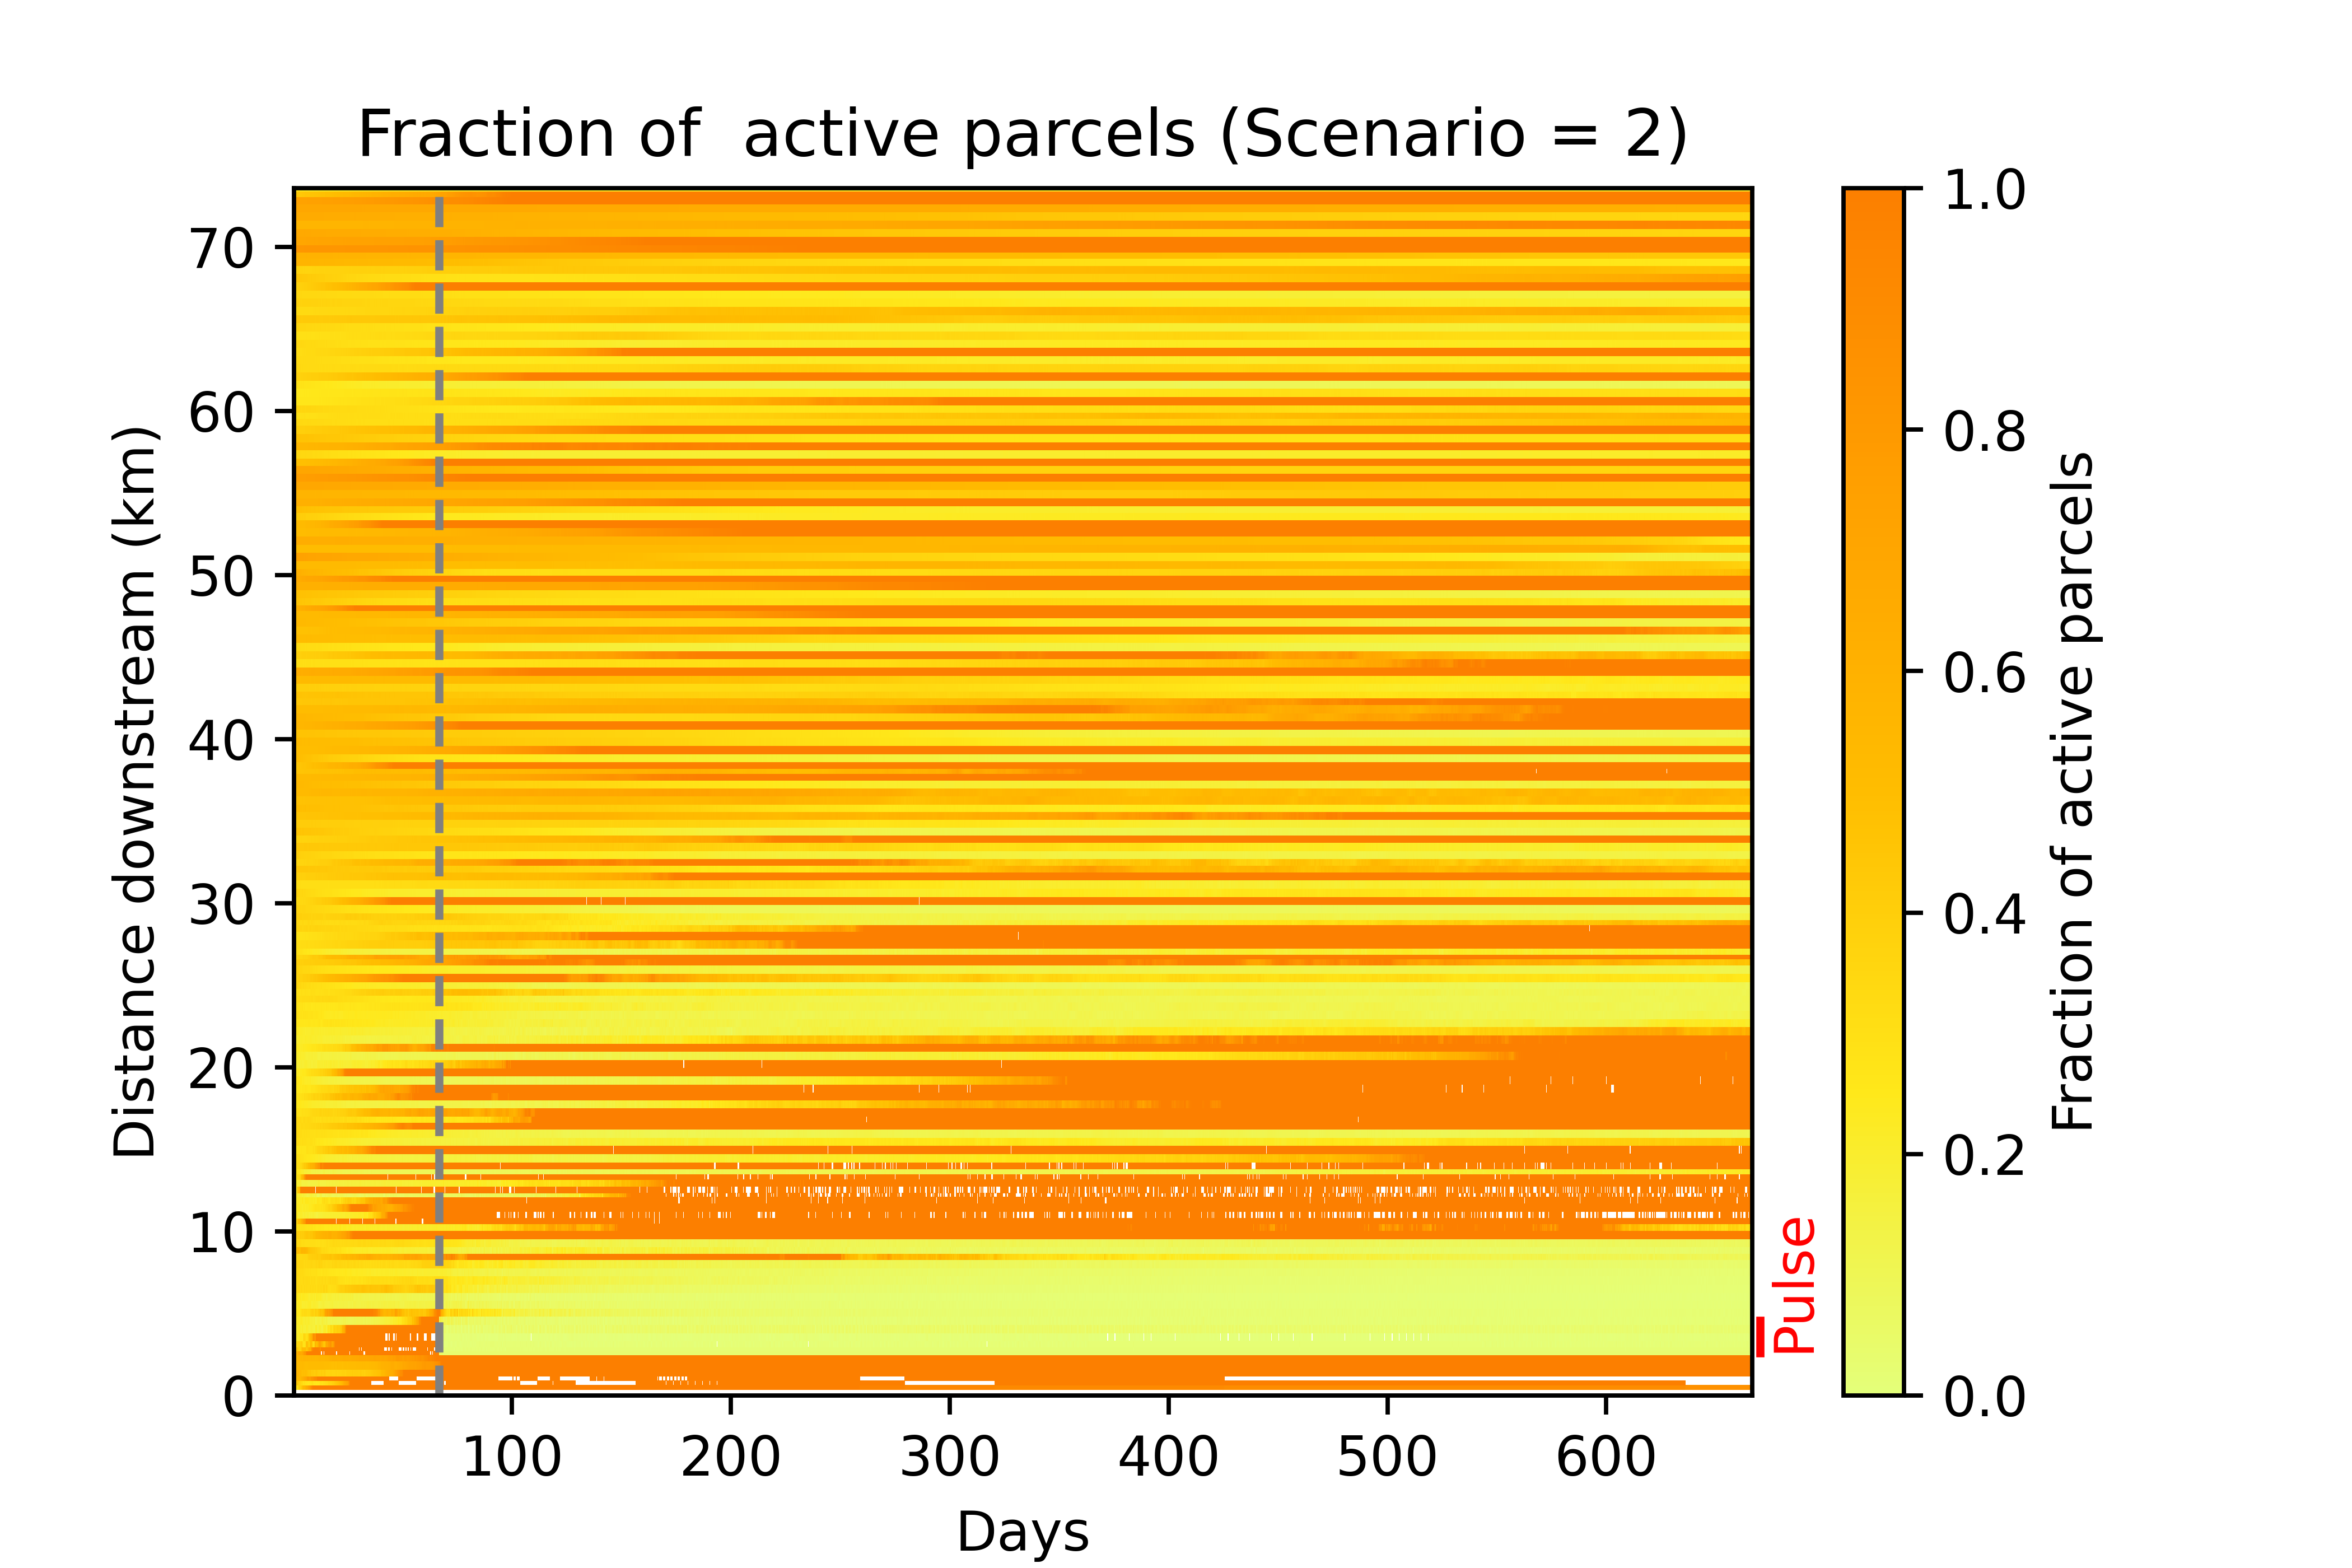 Fraction of  active parcels (Scenario = 2)
Distance downstream (km)
70
60
50
40
30
20
10
0
100 200 300 400 500 600
Days
Pulse
1.0
0.8
0.6
0.4
0.2
0.0
Fraction of active parcels